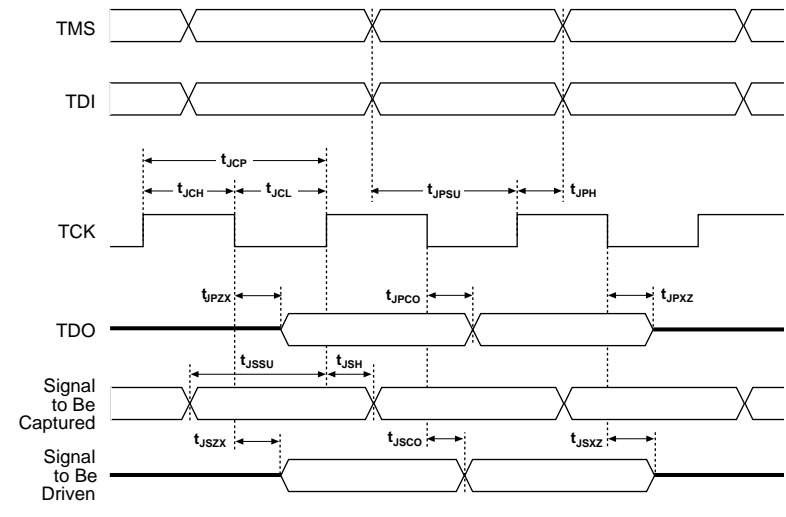 TMS
TDI
tJCP
tJCH
tJCL
tJPSU
tJPH
TCK
tJPZX
tJPCO
tJPXZ
TDO
tJSSU
tJSH
Signal
to Be
Captured
tJSZX
tJSCO
tJSXZ
Signal
to Be
Driven